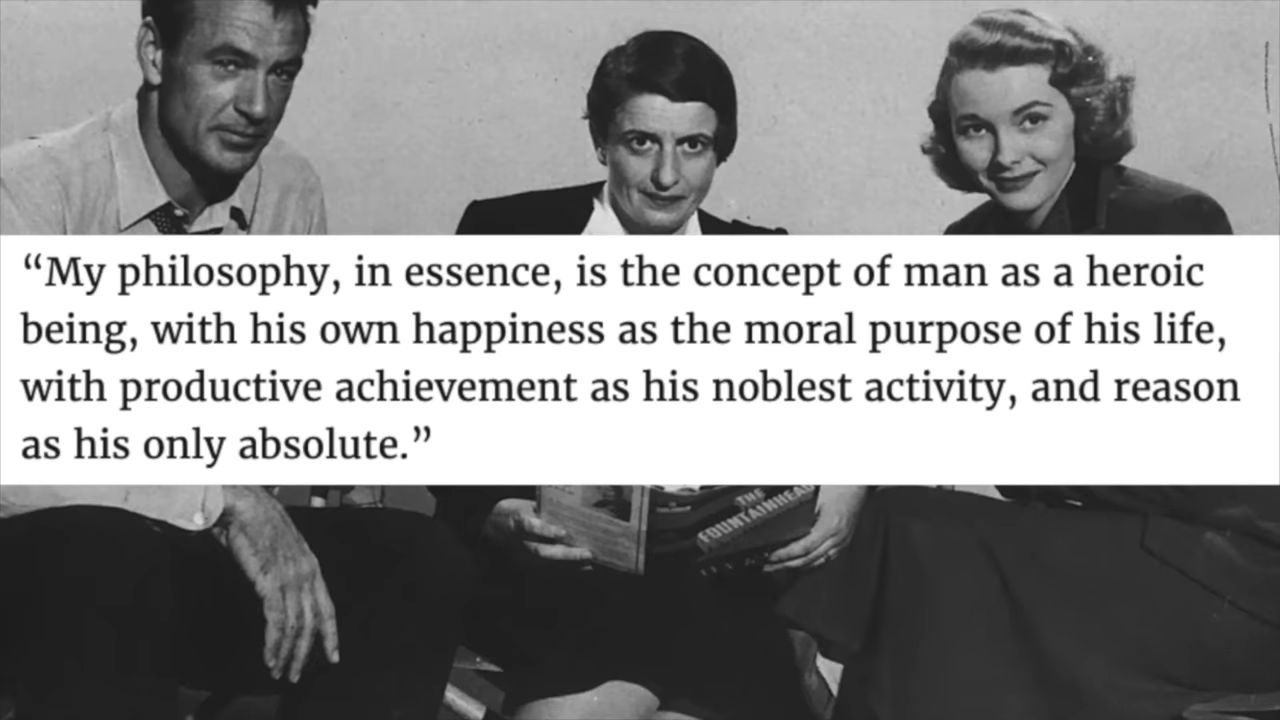 “My philosophy, in essence, is the concept of man as a heroic
being, with his own happiness as the moral purpose of his life,
with productive achievement as his noblest activity, and reason
as his only absolute.”
THE
FOUNTAINHEAD